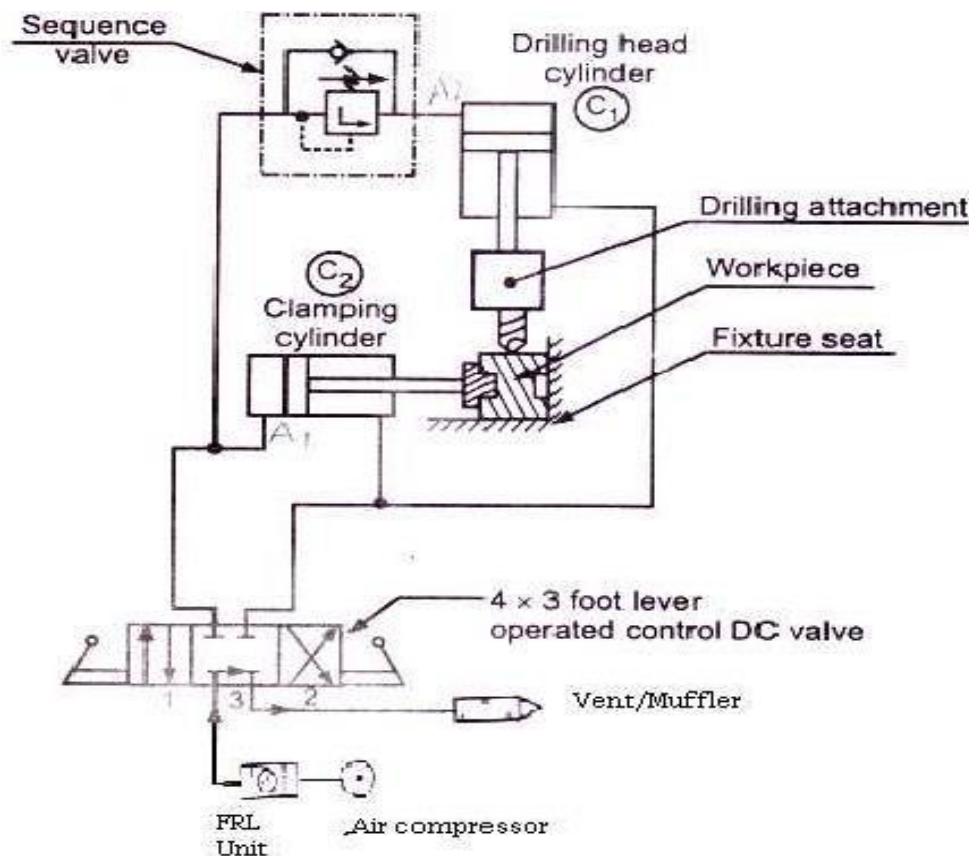 Sequence
valve
Drilling head
cylinder
C1
A2
Drilling attachment
Workpiece
Fixture seat
C2
Clamping
cylinder
A1
4 × 3 foot lever
operated control DC valve
1 3 2
Vent/Muffler
FRL
Unit
Air compressor